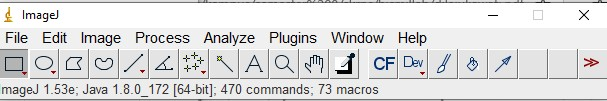 ImageJ
File Edit Image Process Analyze Plugins Window Help
A CF Dev >>
mageJ 1.53e; Java 1.8.0_172 [64-bit]; 470 commands; 73 macros